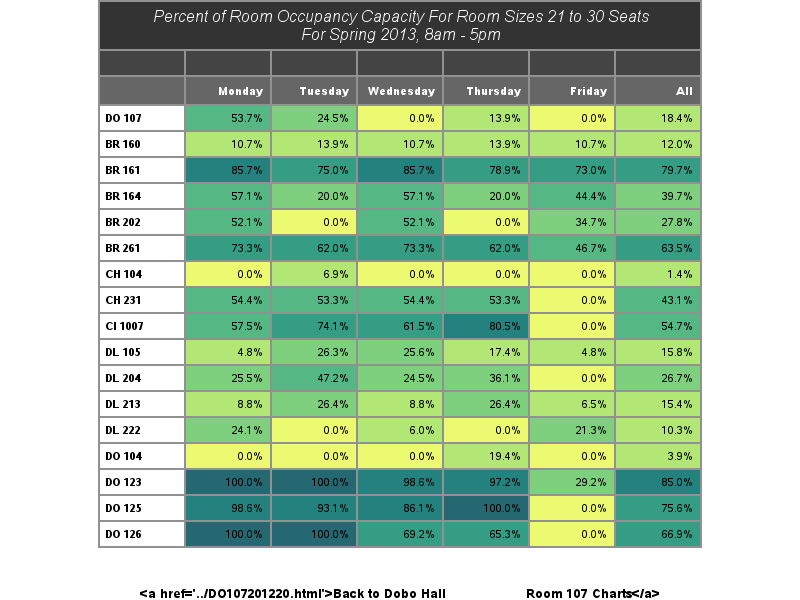 Percent of Room Occupancy Capacity For Room Sizes 21 to 30 Seats
For Spring 2013, 8am - 5pm
Monday Tuesday Wednesday Thursday Friday All
DO 107 53.7% 24.5% 0.0% 13.9% 0.0% 18.4%
BR 160 10.7% 13.9% 10.7% 13.9% 10.7% 12.0%
BR 161 85.7% 75.0% 85.7% 78.9% 73.0% 79.7%
BR 164 57.1% 20.0% 57.1% 20.0% 44.4% 39.7%
BR 202 52.1% 0.0% 52.1% 0.0% 34.7% 27.8%
BR 261 73.3% 62.0% 73.3% 62.0% 46.7% 63.5%
CH 104 0.0% 6.9% 0.0% 0.0% 0.0% 1.4%
CH 231 54.4% 53.3% 54.4% 53.3% 0.0% 43.1%
CI 1007 57.5% 74.1% 61.5% 80.5% 0.0% 54.7%
DL 105 4.8% 26.3% 25.6% 17.4% 4.8% 15.8%
DL 204 25.5% 47.2% 24.5% 36.1% 0.0% 26.7%
DL 213 8.8% 26.4% 8.8% 26.4% 6.5% 15.4%
DL 222 24.1% 0.0% 6.0% 0.0% 21.3% 10.3%
DO 104 0.0% 0.0% 0.0% 19.4% 0.0% 3.9%
DO 123 100.0% 100.0% 98.6% 97.2% 29.2% 85.0%
DO 125 98.6% 93.1% 86.1% 100.0% 0.0% 75.6%
DO 126 100.0% 100.0% 69.2% 65.3% 0.0% 66.9%
<a href='../DO107201220.html'>Back to Dobo Hall Room 107 Charts</a>